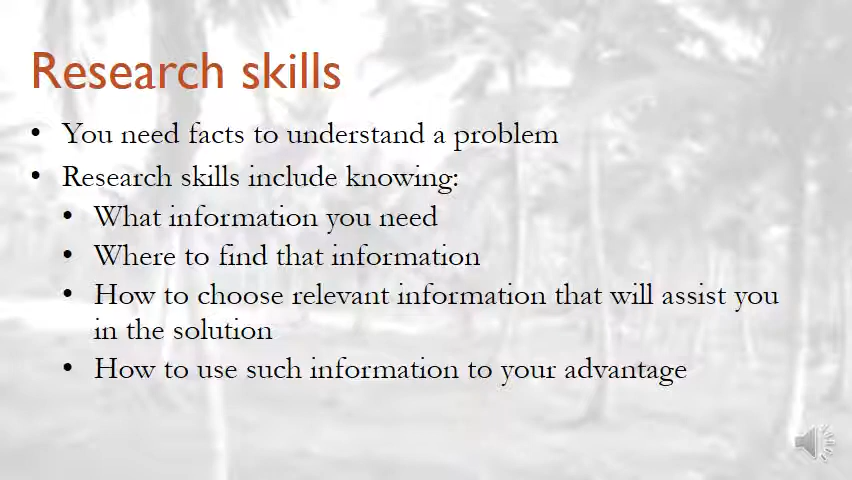 Research skills
• You need facts to understand a problem
• Research skills include knowing:
• What information you need
• Where to find that information
• How to choose relevant information that will assist you
in the solution
• How to use such information to your advantage